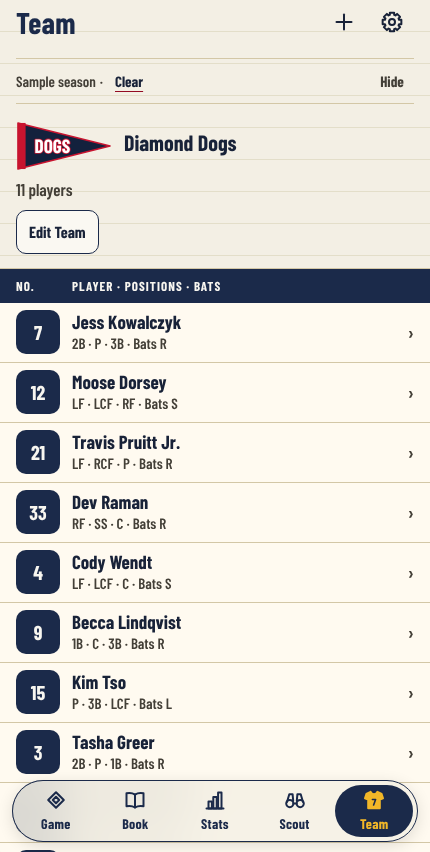 Team
Sample season · Clear Hide
DOGS Diamond Dogs
11 players
Edit Team
NO. PLAYER · POSITIONS · BATS
7 Jess Kowalczyk ›
2B · P · 3B · Bats R
12 Moose Dorsey ›
LF · LCF · RF · Bats S
21 Travis Pruitt Jr. ›
LF · RCF · P · Bats R
33 Dev Raman ›
RF · SS · C · Bats R
4 Cody Wendt ›
LF · LCF · C · Bats S
9 Becca Lindqvist ›
1B · C · 3B · Bats R
15 Kim Tso ›
P · 3B · LCF · Bats L
3 Tasha Greer ›
2B · P · 1B · Bats R
7
Game Book Stats Scout Team